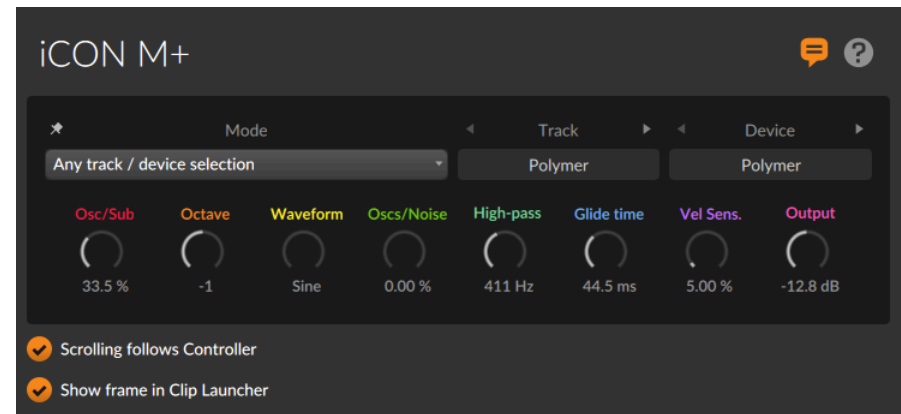 iCON M+
?
Mode Track Device
Any track / device selection Polymer Polymer
Osc/Sub Octave Waveform Oscs/Noise High-pass Glide time Vel Sens. Output
33.5 % -1 Sine 0.00 % 411 Hz 44.5 ms 5.00 % -12.8 dB
Scrolling follows Controller
Show frame in Clip Launcher